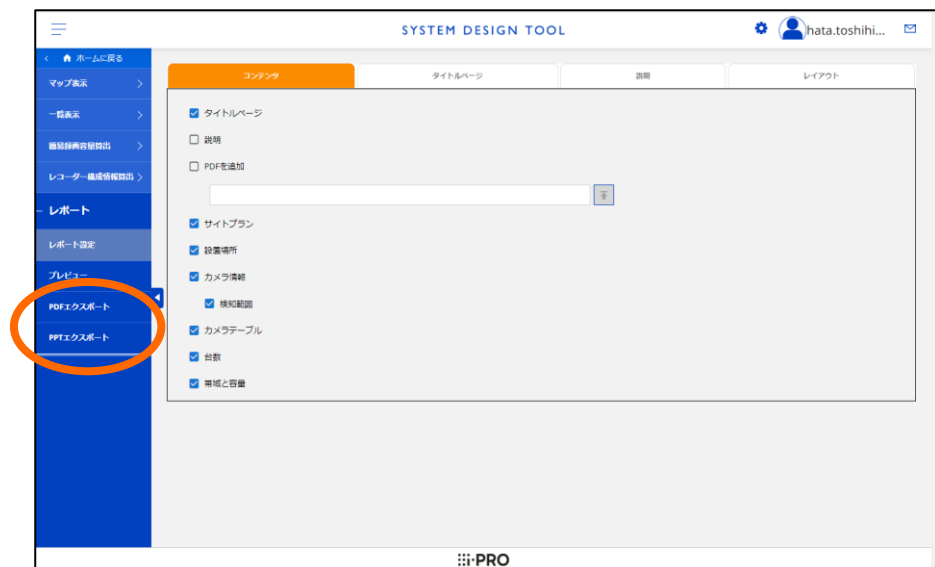 SYSTEM DESIGN TOOL
hata.toshihi...
ホームに戻る
マップ表示
一覧表示
簡易録画容量算出
レコーダー構成情報算出
レポート
レポート設定
プレビュー
PDFエクスポート
PPTエクスポート
コンテンツ
タイトルページ
説明
レイアウト
タイトルページ
説明
PDFを追加
サイトプラン
設置場所
カメラ情報
検知範囲
カメラテーブル
台数
帯域と容量
i-PRO